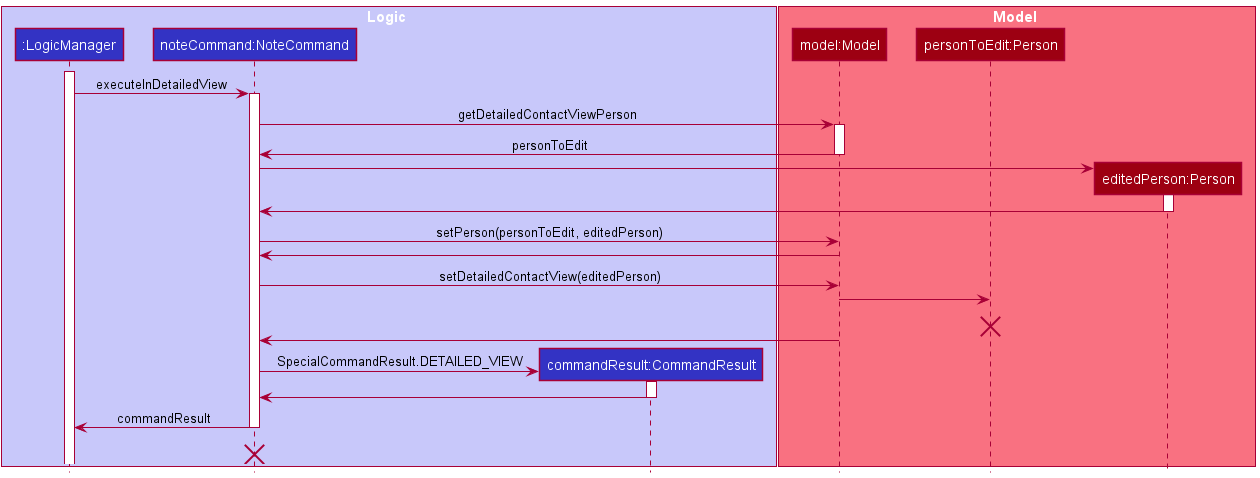 Logic
Model
:LogicManager
noteCommand:NoteCommand
model:Model
personToEdit:Person
executeInDetailedView
getDetailedContactViewPerson
personToEdit
editedPerson:Person
setPerson(personToEdit, editedPerson)
setDetailedContactView(editedPerson)
SpecialCommandResult.DETAILED_VIEW
commandResult:CommandResult
commandResult